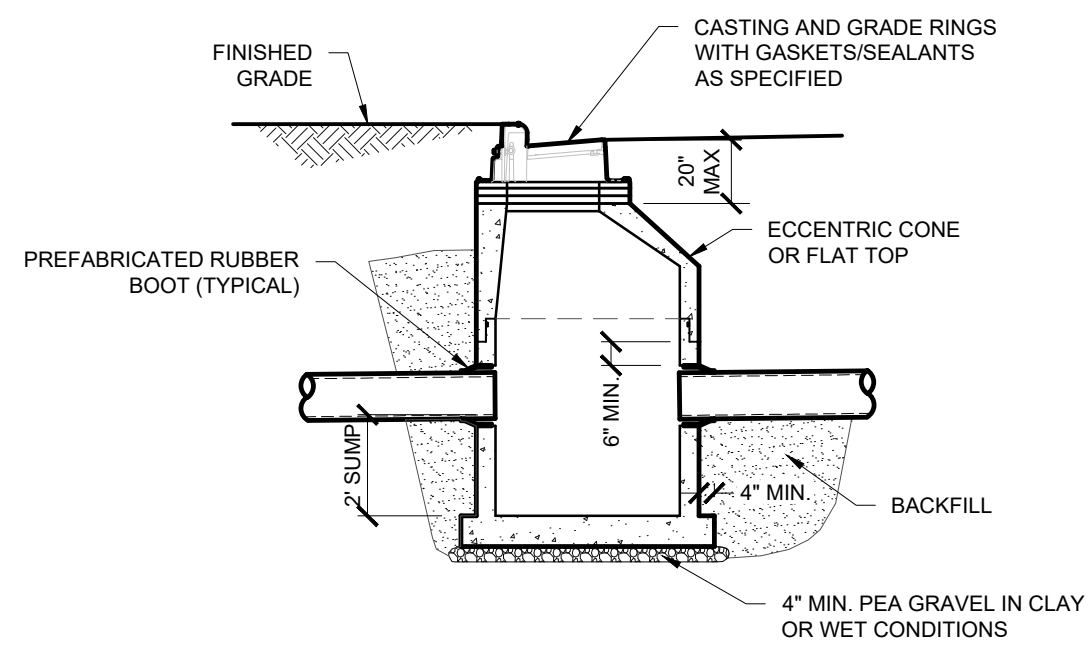 CASTING AND GRADE RINGS
WITH GASKETS/SEALANTS
AS SPECIFIED
FINISHED
GRADE
20"
MAX
ECCENTRIC CONE
OR FLAT TOP
PREFABRICATED RUBBER
BOOT (TYPICAL)
6" MIN.
2' SUMP
4" MIN.
BACKFILL
4" MIN. PEA GRAVEL IN CLAY
OR WET CONDITIONS